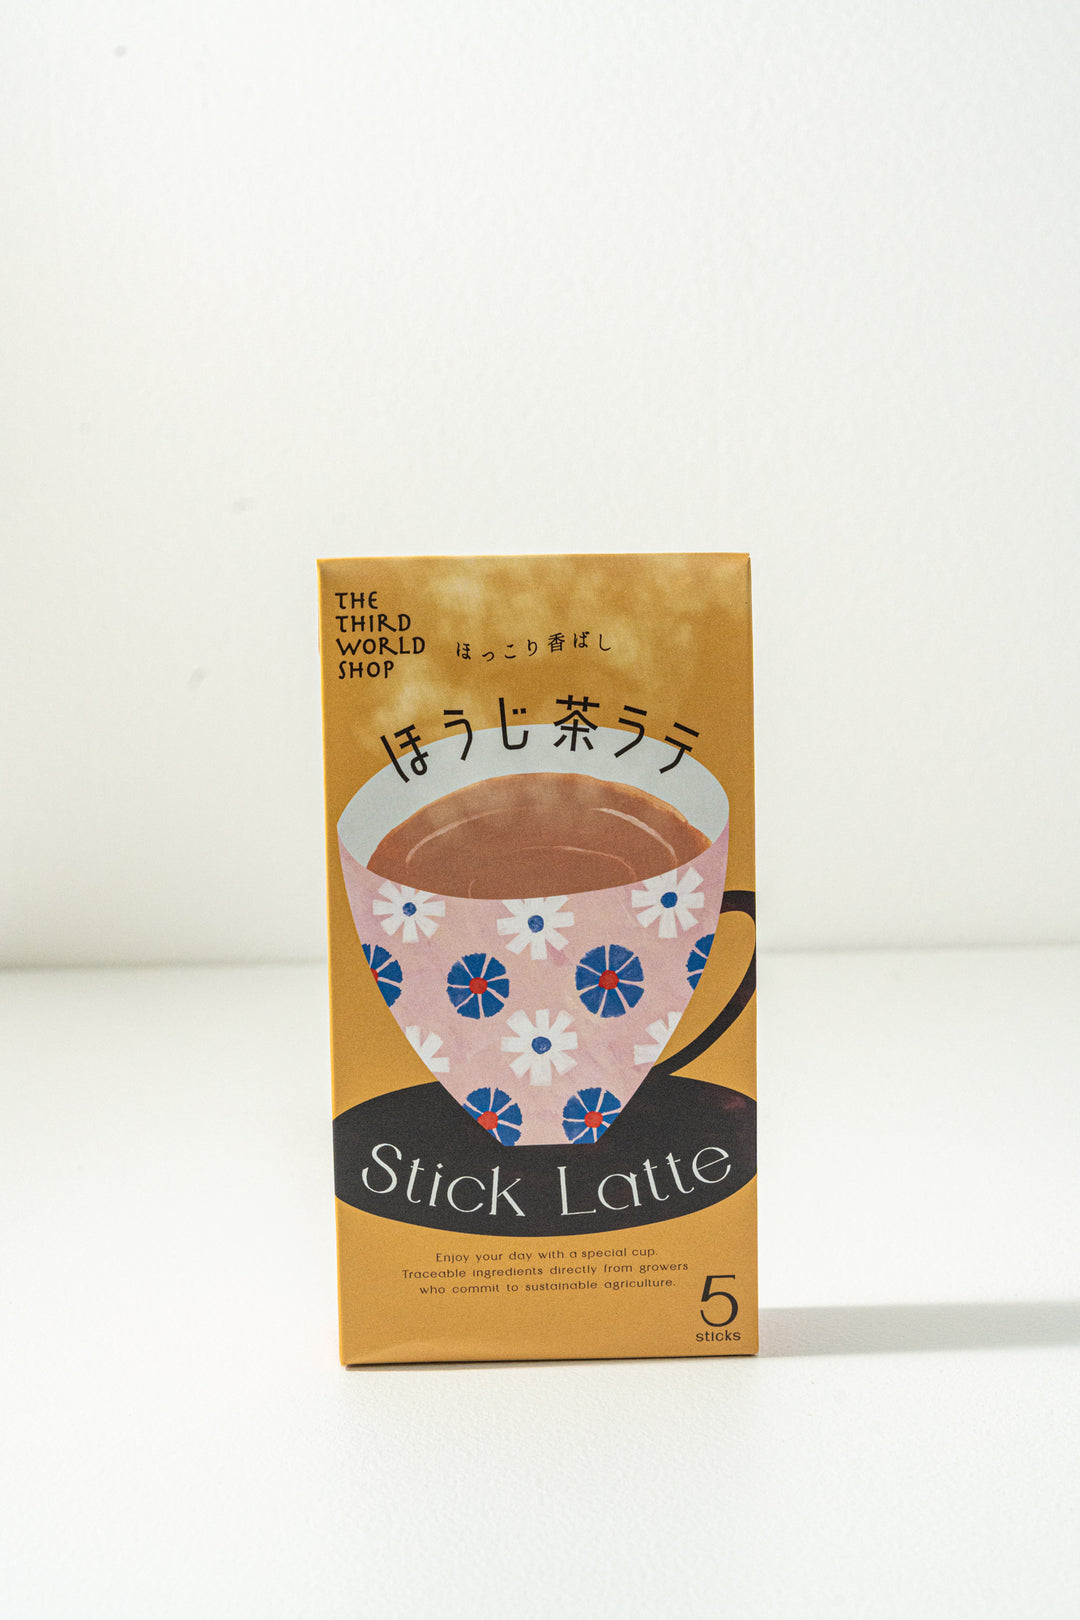 THE
THIRD
WORLD
SHOP
ほっこり香ばし
ほうじ茶ラテ
Stick Latte
Enjoy your day with a special cup.
Traceable ingredients directly from growers
who commit to sustainable agriculture.
5
sticks